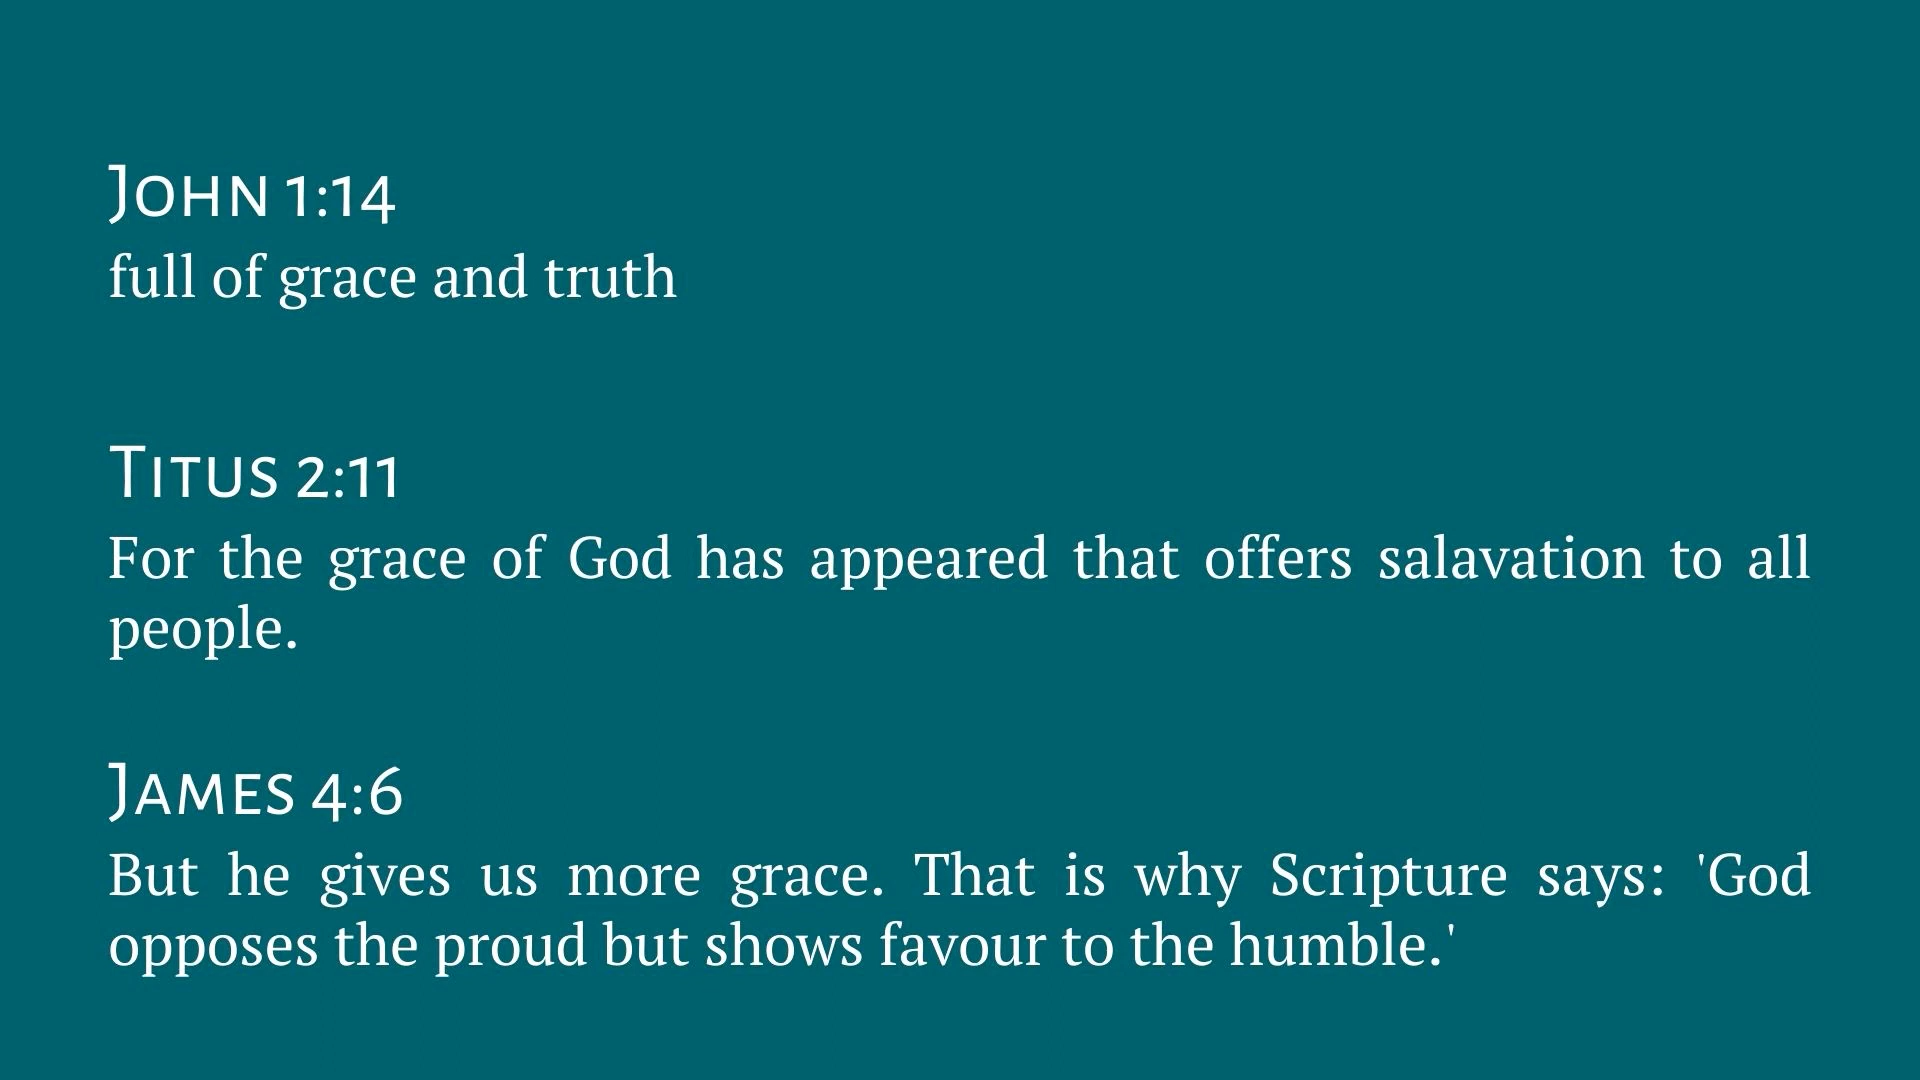 John 1:14
full of grace and truth
Titus 2:11
For the grace of God has appeared that offers salavation to all
people.
James 4:6
But he gives us more grace. That is why Scripture says: 'God
opposes the proud but shows favour to the humble.'